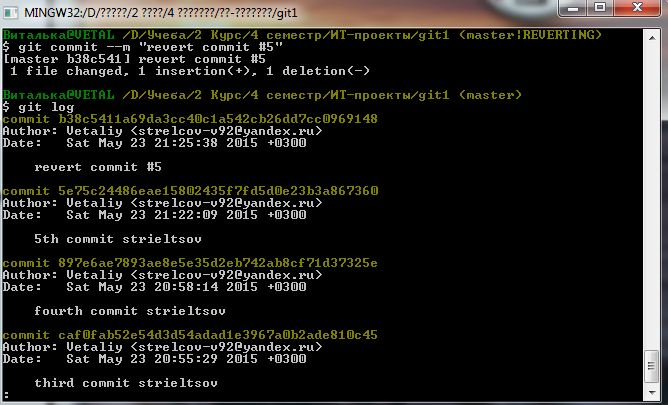 MINGW32:/D/?????/2 ????/4 ???????/??-???????/git1
Виталька@VETAL /D/Учеба/2 Курс/4 семестр/ИТ-проекты/git1 (master|REVERTING)
$ git commit --m "revert commit #5"
[master b38c541] revert commit #5
 1 file changed, 1 insertion(+), 1 deletion(-)
Виталька@VETAL /D/Учеба/2 Курс/4 семестр/ИТ-проекты/git1 (master)
$ git log
commit b38c5411a69da3cc40c1a542cb26dd7cc0969148
Author: Vetaliy <strelcov-v92@yandex.ru>
Date:   Sat May 23 21:25:38 2015 +0300
    revert commit #5
commit 5e75c24486eae15802435f7fd5d0e23b3a867360
Author: Vetaliy <strelcov-v92@yandex.ru>
Date:   Sat May 23 21:22:09 2015 +0300
    5th commit strieltsov
commit 897e6ae7893ae8e5e35d2eb742ab8cf71d37325e
Author: Vetaliy <strelcov-v92@yandex.ru>
Date:   Sat May 23 20:58:14 2015 +0300
    fourth commit strieltsov
commit caf0fab52e54d3d54adad1e3967a0b2ade810c45
Author: Vetaliy <strelcov-v92@yandex.ru>
Date:   Sat May 23 20:55:29 2015 +0300
    third commit strieltsov
: